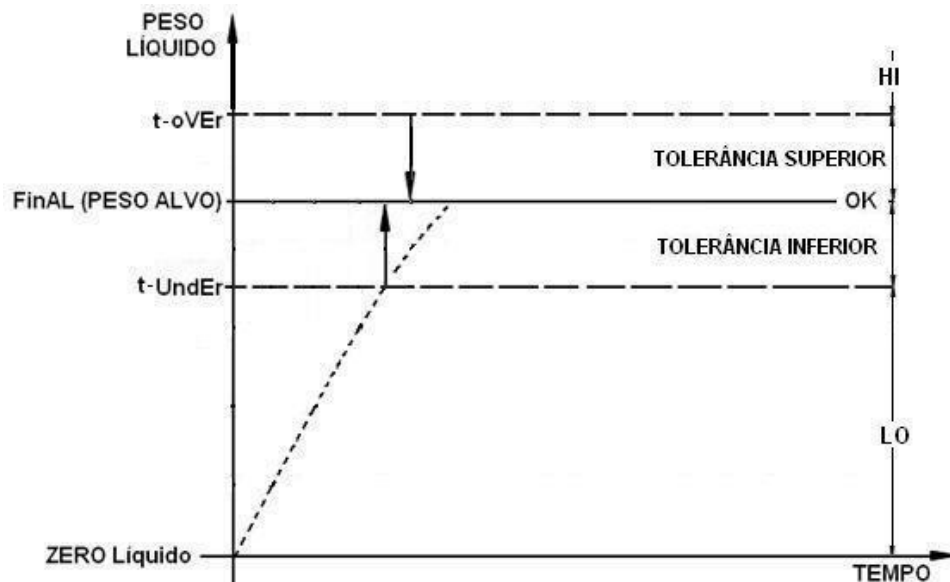 PESO
LÍQUIDO
HI
t-oVEr
TOLERÂNCIA SUPERIOR
FinAL (PESO ALVO)
OK
TOLERÂNCIA INFERIOR
t-UndEr
LO
ZERO Líquido
TEMPO